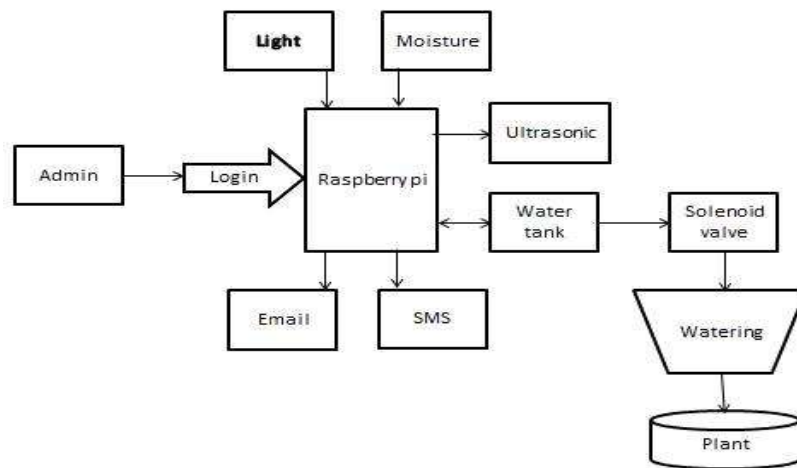 Light
Moisture
Ultrasonic
Admin
Login
Raspberry pi
Water
tank
Solenoid
valve
Email
SMS
Watering
Plant